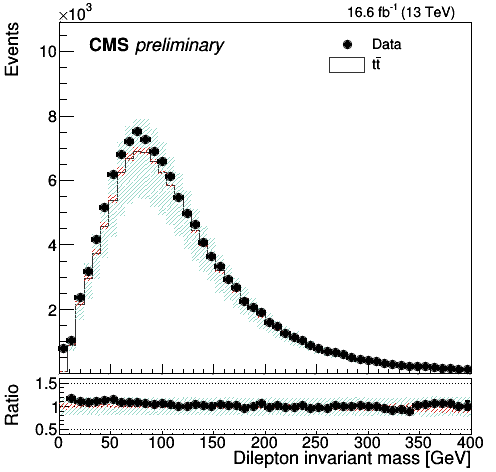 ×10³
16.6 fb⁻¹ (13 TeV)
Events
CMS preliminary
Data
tt̄
10
8
6
4
2
Ratio
1.5
1
0.5
0 50 100 150 200 250 300 350 400
Dilepton invariant mass [GeV]